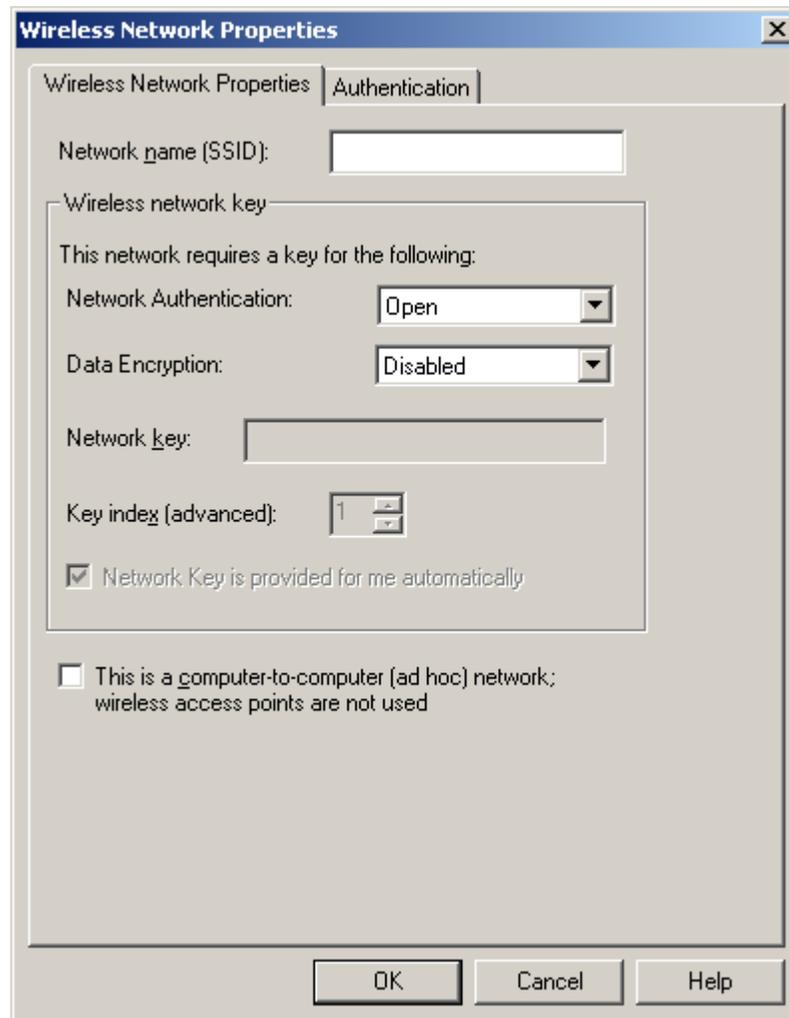 Wireless Network Properties
Wireless Network Properties
Authentication
Network name (SSID):
Wireless network key
This network requires a key for the following:
Network Authentication: Open
Data Encryption: Disabled
Network key:
Key index (advanced): 1
Network Key is provided for me automatically
This is a computer-to-computer (ad hoc) network;
wireless access points are not used
OK
Cancel
Help